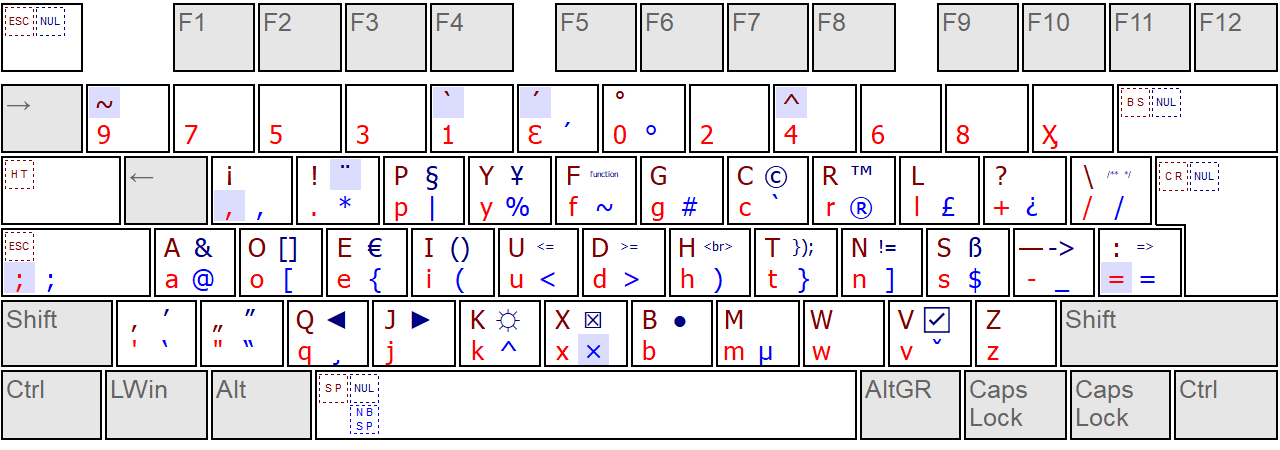 ESC NUL F1 F2 F3 F4 F5 F6 F7 F8 F9 F10 F11 F12
→ ~ ` ´ ° ^ BS NUL
9 7 5 3 1 Ɛ ´ 0 ° 2 4 6 8 Ҳ
HT ← ¡ ! ¨ P § Y ¥ F function G C © R ™ L ? \ /** */ CR NUL
, , . * p | y % f ~ g # c ` r ® l £ + ¿ / /
ESC A & O [] E € I () U <= D >= H <br> T }); N != S ß — -> : =>
; ; a @ o [ e { i ( u < d > h ) t } n ] s $ - _ = =
Shift ‚ ’ „ ” Q ◄ J ► K ☼ X ☒ B ● M W V ☑ Z Shift
' ‛ " ‟ q ¸ j k ^ x × b m µ w v ˇ z
Ctrl LWin Alt SP NUL AltGR Caps Caps Ctrl
NB Lock Lock
SP